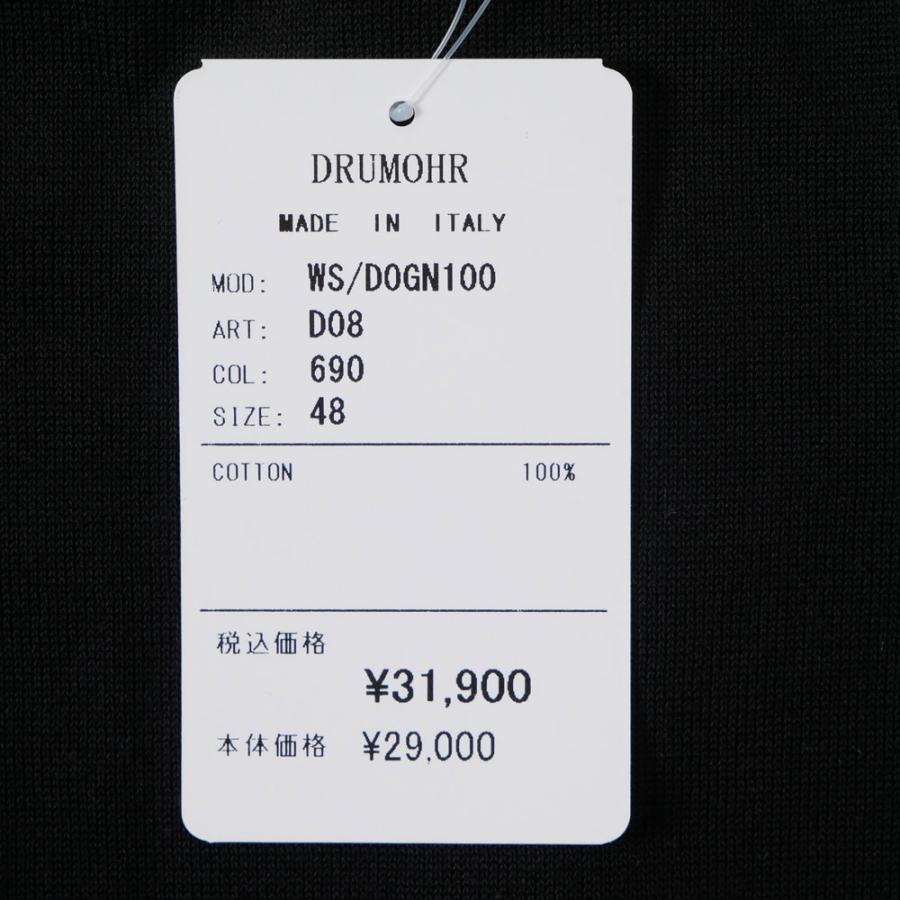 DRUMOHR
MADE IN ITALY
MOD: WS/D0GN100
ART: D08
COL: 690
SIZE: 48
COTTON 100%
税込価格
¥31,900
本体価格 ¥29,000